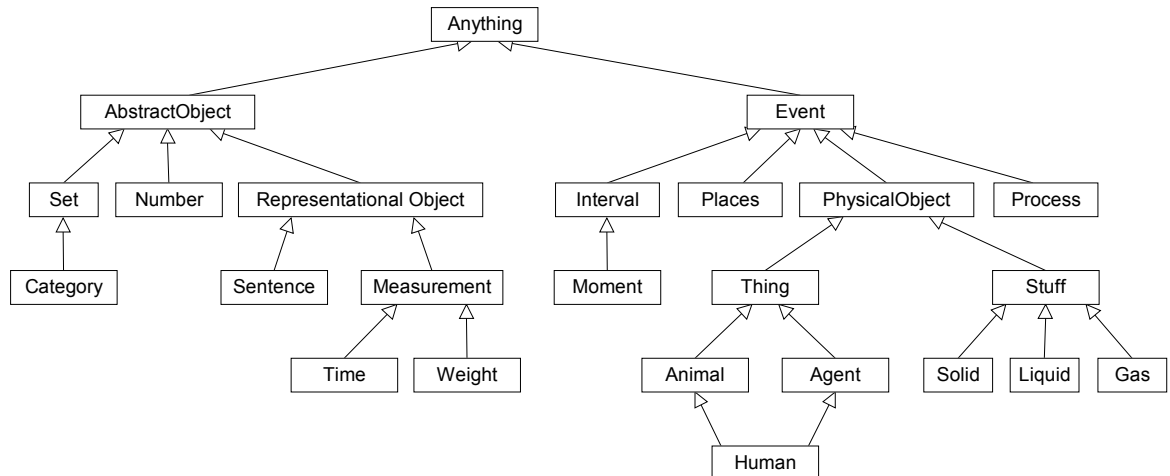 Anything
AbstractObject Event
Set Number Representational Object Interval Places PhysicalObject Process
Category Sentence Measurement Moment Thing Stuff
Time Weight Animal Agent Solid Liquid Gas
Human